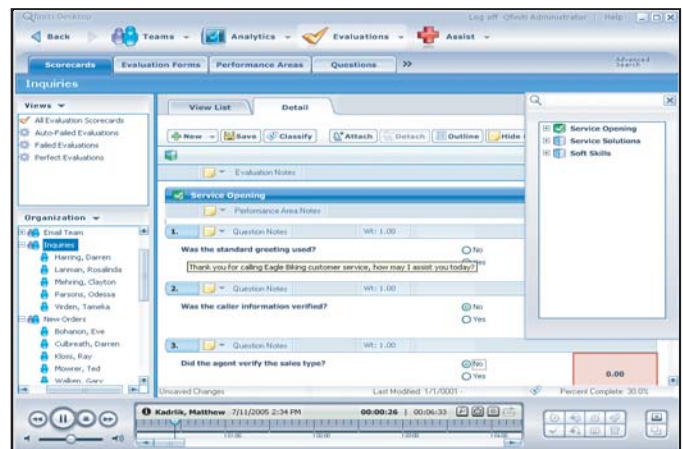 Qfiniti Desktop
Log off Qfiniti Administrator | Help
Back Teams Analytics Evaluations Assist
Scorecards Evaluation Forms Performance Areas Questions » Advanced Search
Inquiries
Views
All Evaluation Scorecards
Auto-Failed Evaluations
Failed Evaluations
Perfect Evaluations
Organization
Email Team
Inquiries
Harring, Darren
Lanman, Rosalinda
Mehring, Clayton
Parsons, Odessa
Virden, Tameka
New-Orders
Bohanon, Eve
Culbreath, Darren
Kloss, Ray
Mowrer, Ted
Walken, Gary
View List Detail
New Save Classify Attach Detach Outline Hide
Evaluation Notes
Service Opening
Performance Area Notes
1. Question Notes Wt: 1.00
Was the standard greeting used? No
Thank you for calling Eagle Biking customer service, how may I assist you today?
2. Question Notes Wt: 1.00
Was the caller information verified? No
Yes
3. Question Notes Wt: 1.00
Did the agent verify the sales type? No
Yes
0.00
Service Opening
Service Solutions
Soft Skills
Unsaved Changes Last Modified: 1/1/0001 - Percent Complete: 30.0%
Kadrlik, Matthew 7/11/2005 2:34 PM 00:00:26 | 00:06:33